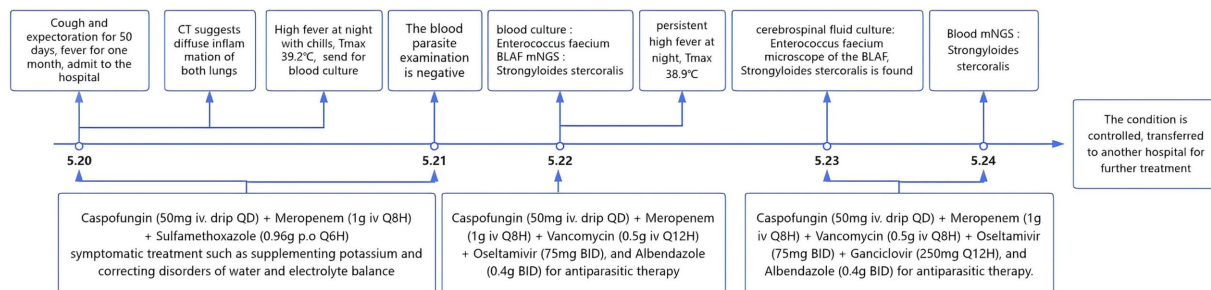 Cough and
expectoration for 50
days, fever for one
month, admit to the
hospital
CT suggests
diffuse inflam
mation of
both lungs
High fever at night
with chills, Tmax
39.2℃, send for
blood culture
The blood
parasite
examination
is negative
blood culture :
Enterococcus faecium
BLAF mNGS :
Strongyloides stercoralis
persistent
high fever at
night, Tmax
38.9℃
cerebrospinal fluid culture:
Enterococcus faecium
microscope of the BLAF,
Strongyloides stercoralis is found
Blood mNGS :
Strongyloides
stercoralis
5.20
5.21
5.22
5.23
5.24
The condition is
controlled, transferred
to another hospital for
further treatment
Caspofungin (50mg iv. drip QD) + Meropenem (1g iv Q8H)
+ Sulfamethoxazole (0.96g p.o Q6H)
symptomatic treatment such as supplementing potassium and
correcting disorders of water and electrolyte balance
Caspofungin (50mg iv. drip QD) + Meropenem
(1g iv Q8H) + Vancomycin (0.5g iv Q12H)
+ Oseltamivir (75mg BID), and Albendazole
(0.4g BID) for antiparasitic therapy
Caspofungin (50mg iv. drip QD) + Meropenem (1g
iv Q8H) + Vancomycin (0.5g iv Q8H) + Oseltamivir
(75mg BID) + Ganciclovir (250mg Q12H), and
Albendazole (0.4g BID) for antiparasitic therapy.